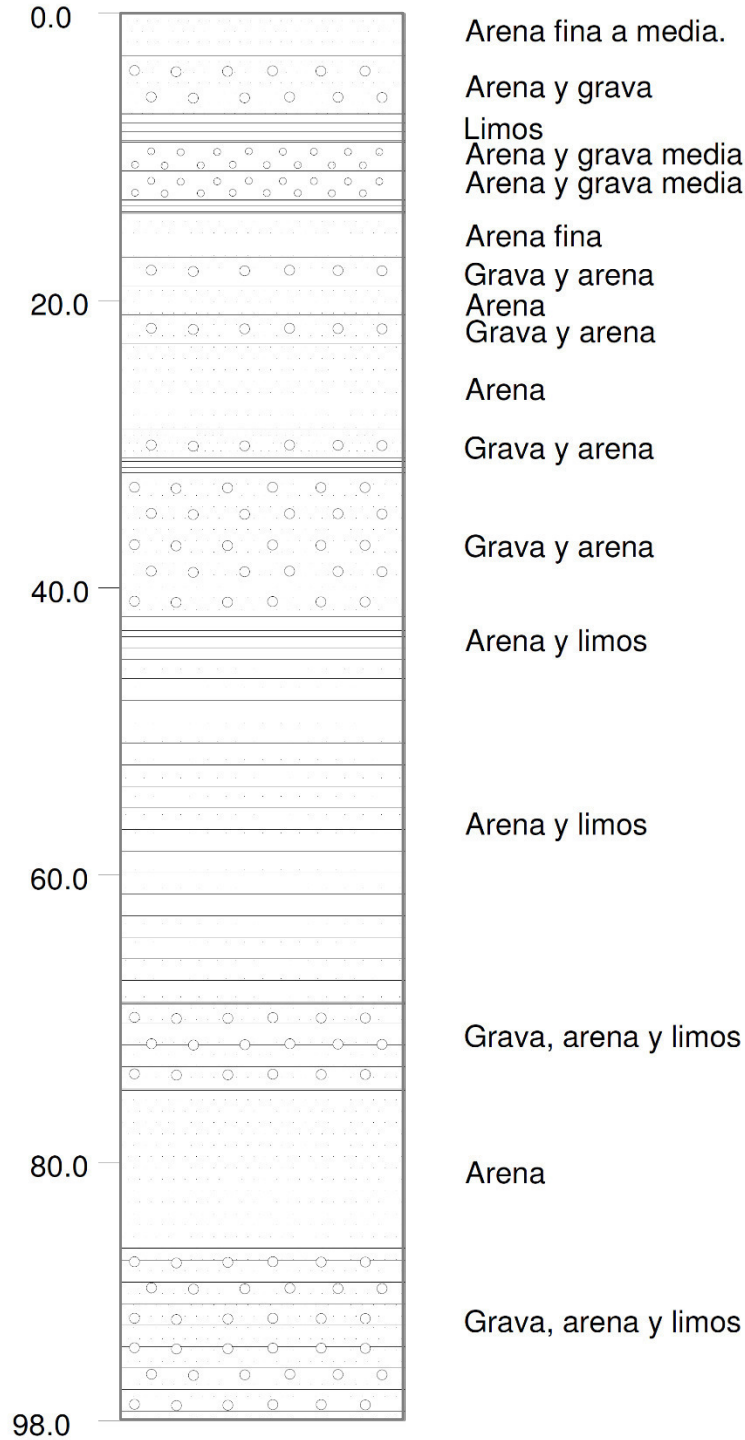 0.0
Arena fina a media.
Arena y grava
Limos
Arena y grava media
Arena y grava media
Arena fina
Grava y arena
20.0
Arena
Grava y arena
Arena
Grava y arena
Grava y arena
40.0
Arena y limos
Arena y limos
60.0
Grava, arena y limos
80.0
Arena
Grava, arena y limos
98.0